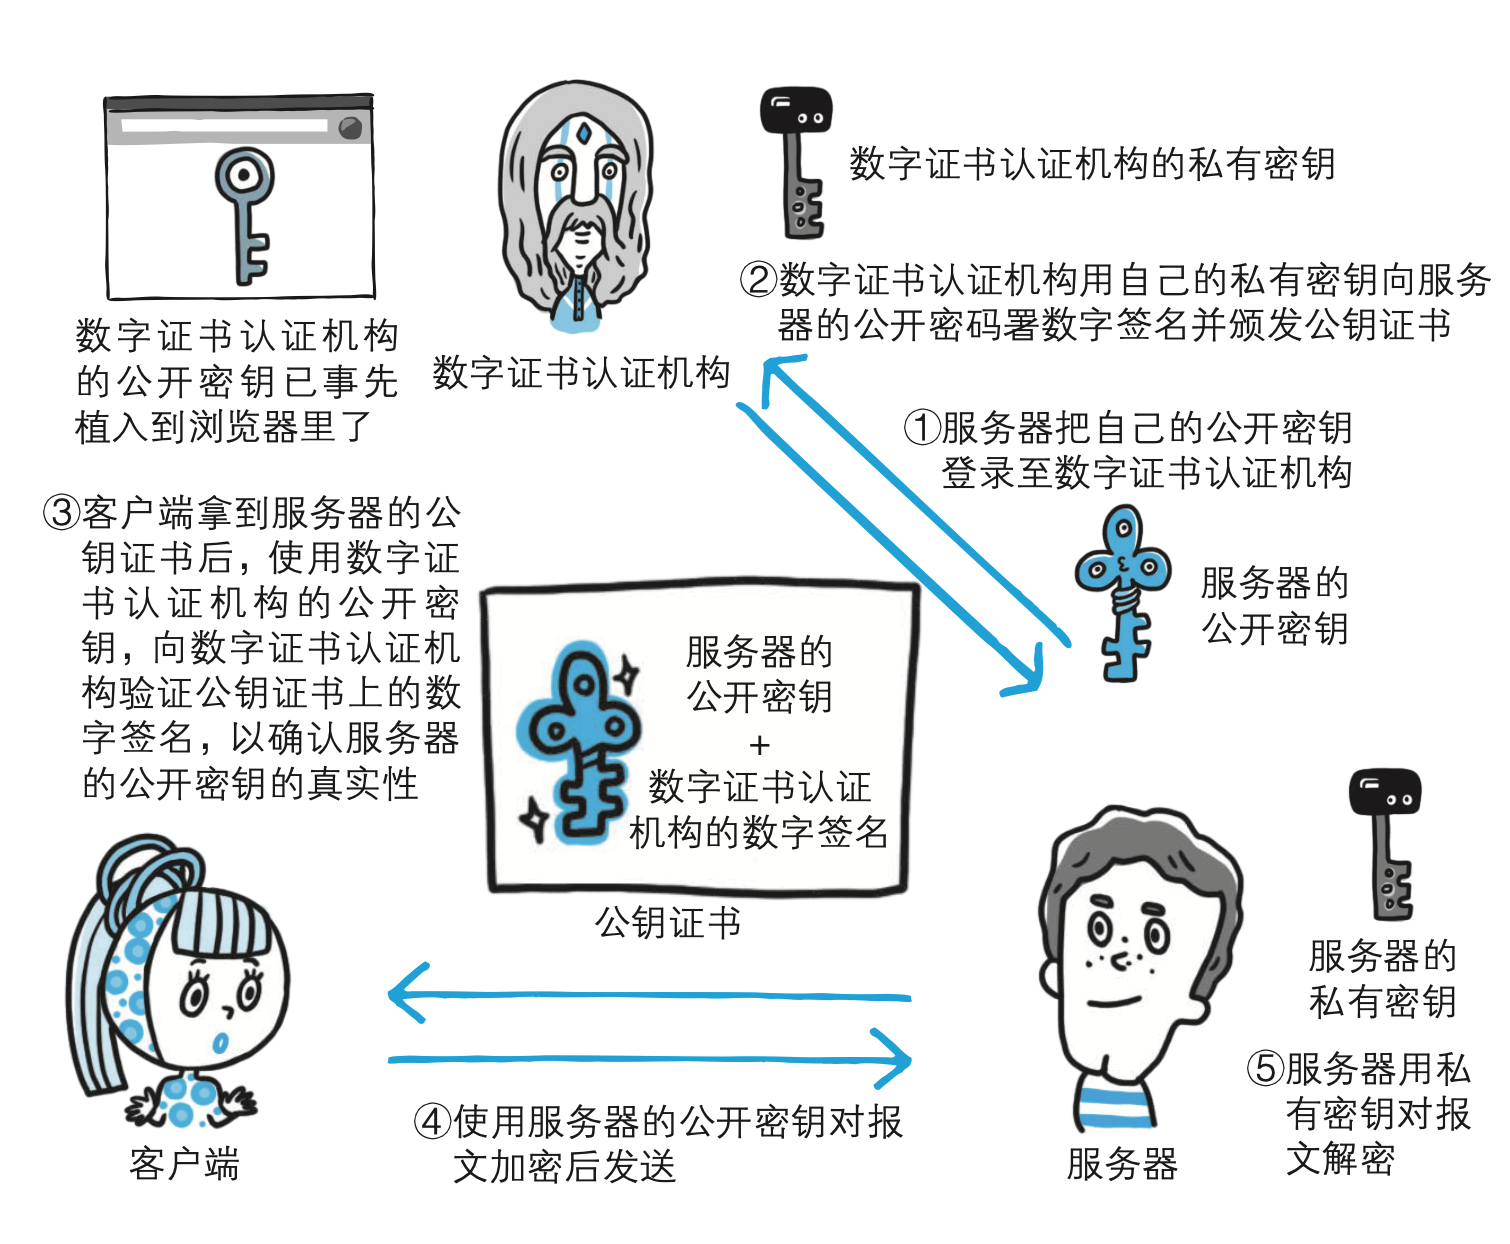 数字证书认证机构
的公开密钥已事先
植入到浏览器里了
数字证书认证机构
数字证书认证机构的私有密钥
②数字证书认证机构用自己的私有密钥向服务
器的公开密码署数字签名并颁发公钥证书
①服务器把自己的公开密钥
登录至数字证书认证机构
服务器的
公开密钥
③客户端拿到服务器的公
钥证书后，使用数字证
书认证机构的公开密
钥，向数字证书认证机
构验证公钥证书上的数
字签名，以确认服务器
的公开密钥的真实性
服务器的
公开密钥
+
数字证书认证
机构的数字签名
公钥证书
客户端
④使用服务器的公开密钥对报
文加密后发送
服务器
服务器的
私有密钥
⑤服务器用私
有密钥对报
文解密